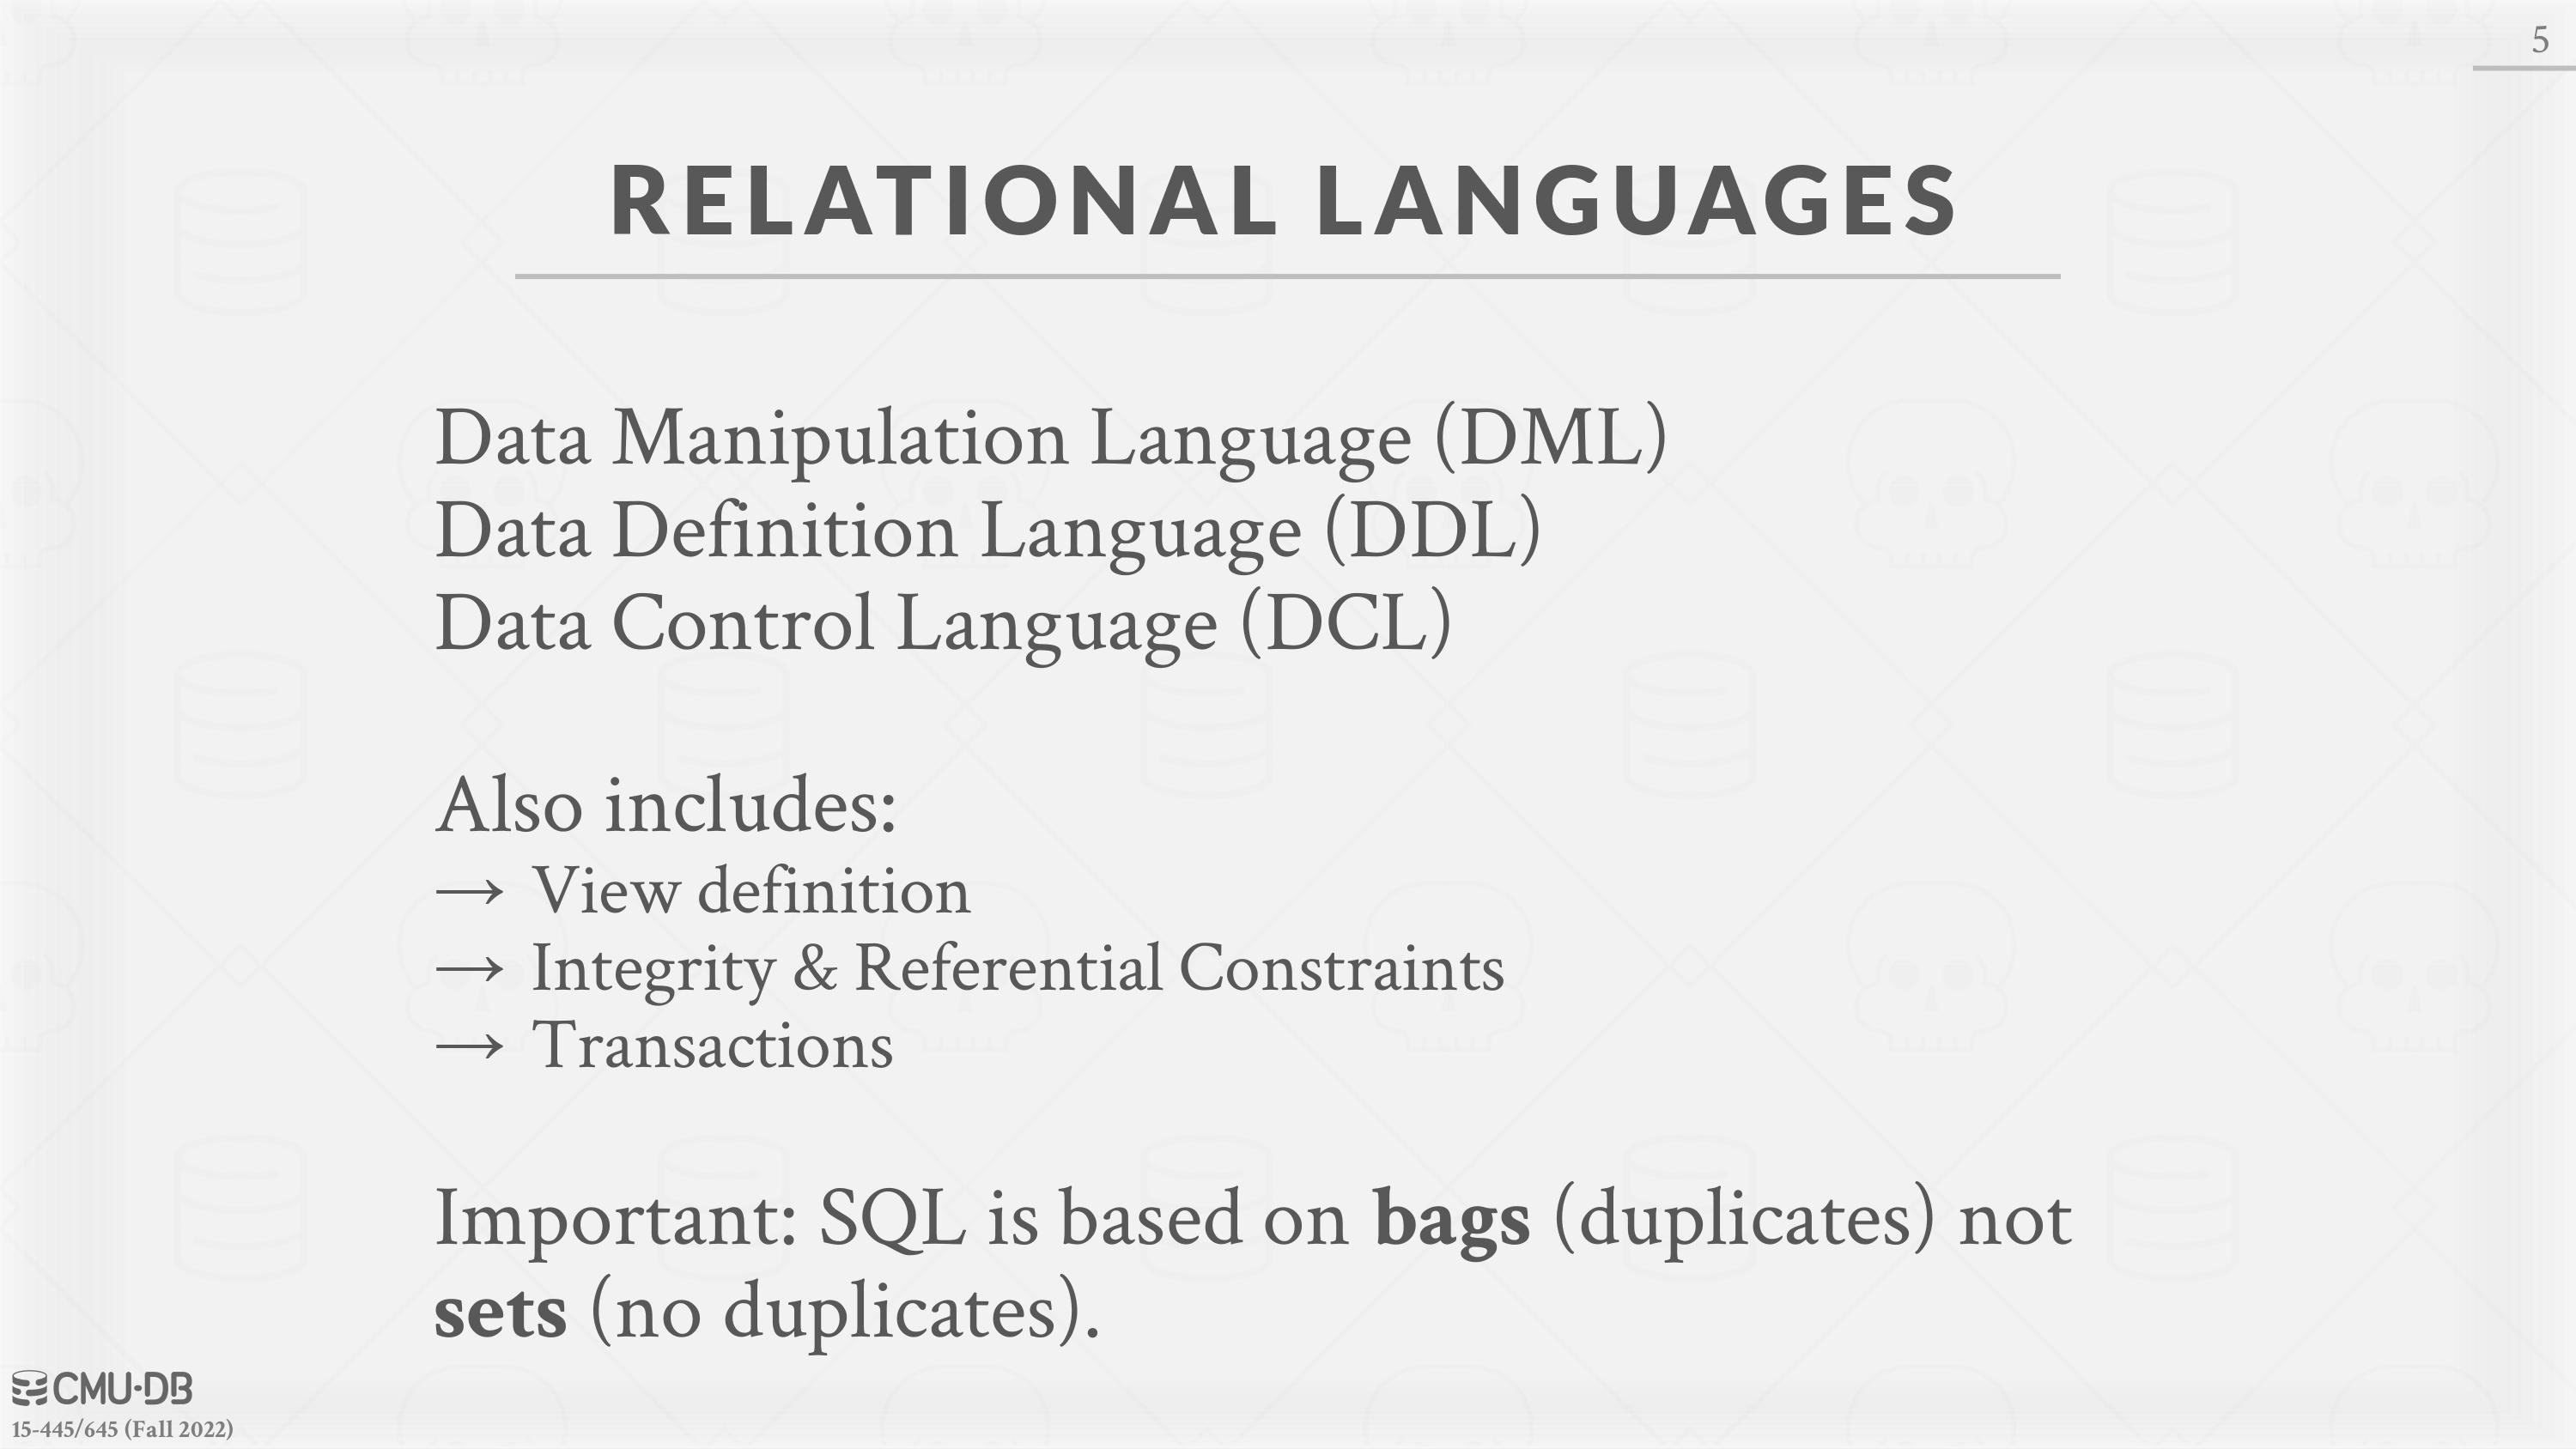 5
RELATIONAL LANGUAGES
Data Manipulation Language (DML)
Data Definition Language (DDL)
Data Control Language (DCL)
Also includes:
→ View definition
→ Integrity & Referential Constraints
→ Transactions
Important: SQL is based on bags (duplicates) not
sets (no duplicates).
CMU·DB
15-445/645 (Fall 2022)